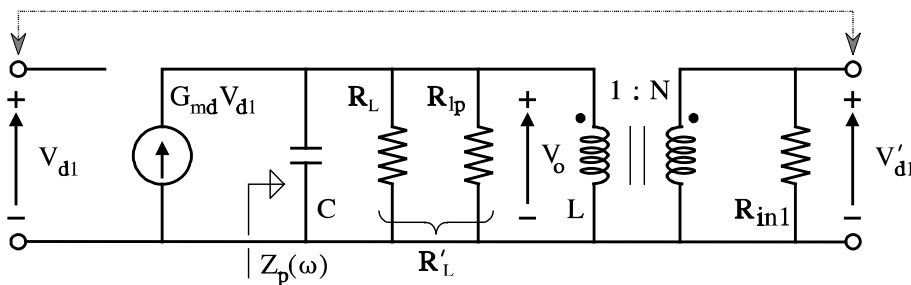 G_md V_d1
R_L
R_lp
1 : N
+
+
+
V_d1
V_o
V′_d1
−
−
−
C
L
R_in1
Z_p(ω)
R′_L